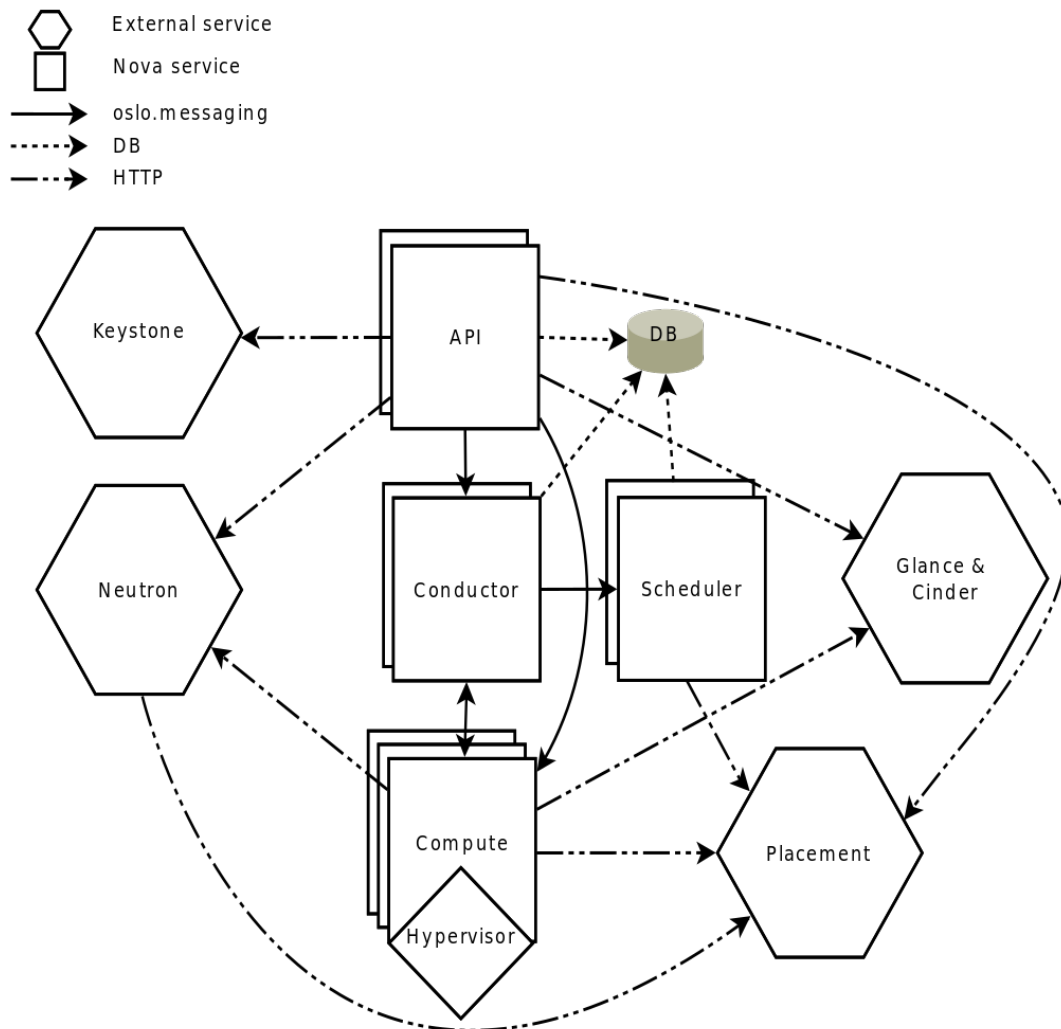 External service
Nova service
oslo.messaging
DB
HTTP
Keystone
API
DB
Neutron
Conductor
Scheduler
Glance &
Cinder
Compute
Placement
Hypervisor